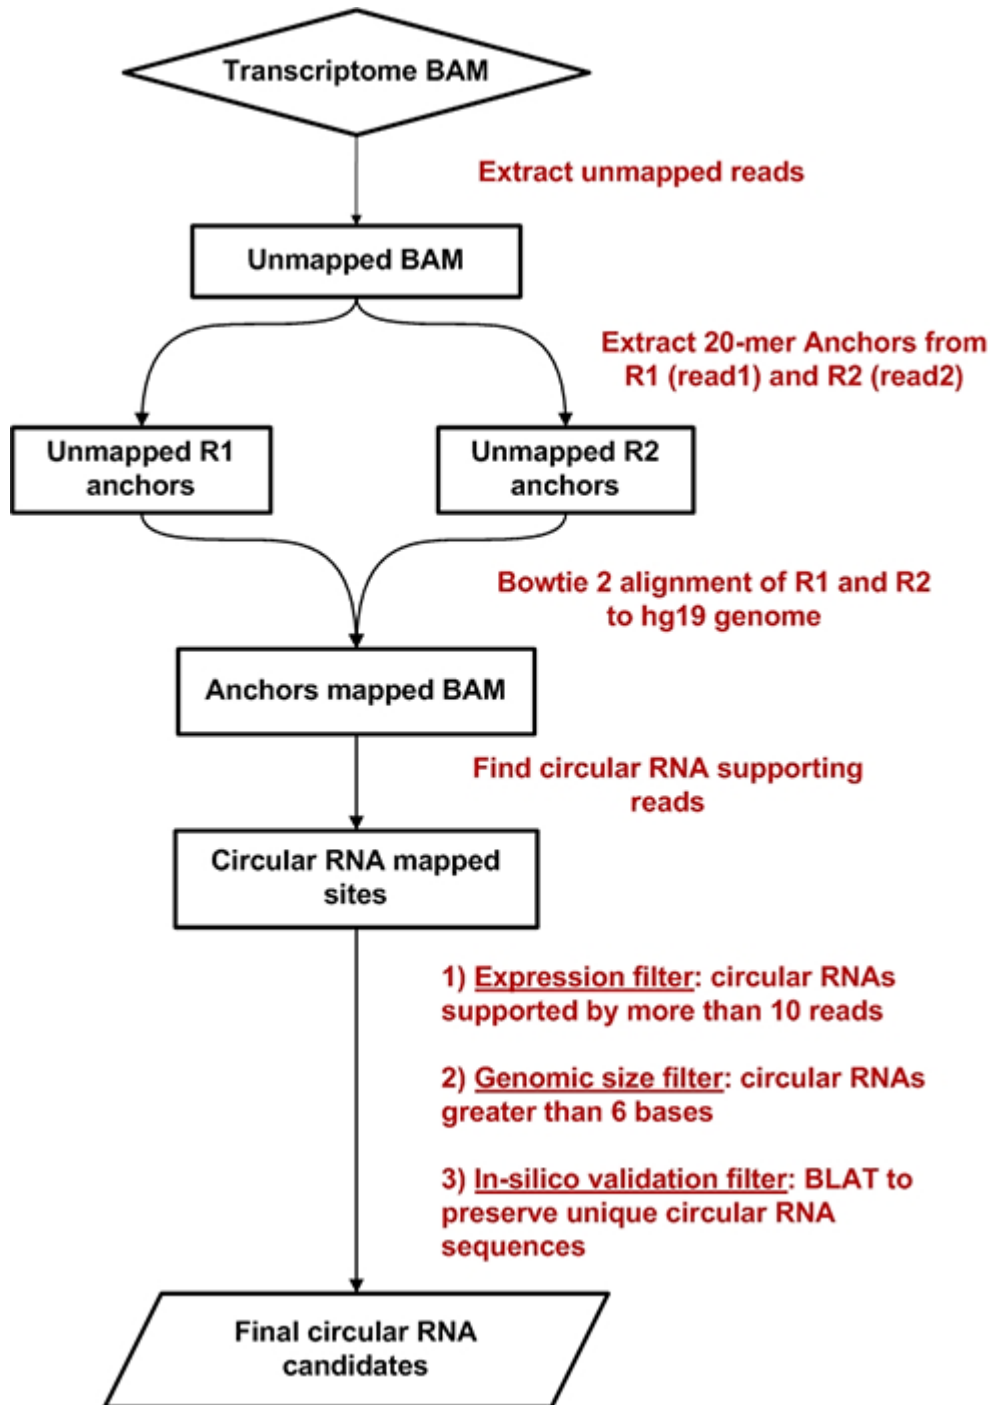 Transcriptome BAM
Extract unmapped reads
Unmapped BAM
Extract 20-mer Anchors from
R1 (read1) and R2 (read2)
Unmapped R1
anchors
Unmapped R2
anchors
Bowtie 2 alignment of R1 and R2
to hg19 genome
Anchors mapped BAM
Find circular RNA supporting
reads
Circular RNA mapped
sites
1) Expression filter: circular RNAs
supported by more than 10 reads
2) Genomic size filter: circular RNAs
greater than 6 bases
3) In-silico validation filter: BLAT to
preserve unique circular RNA
sequences
Final circular RNA
candidates